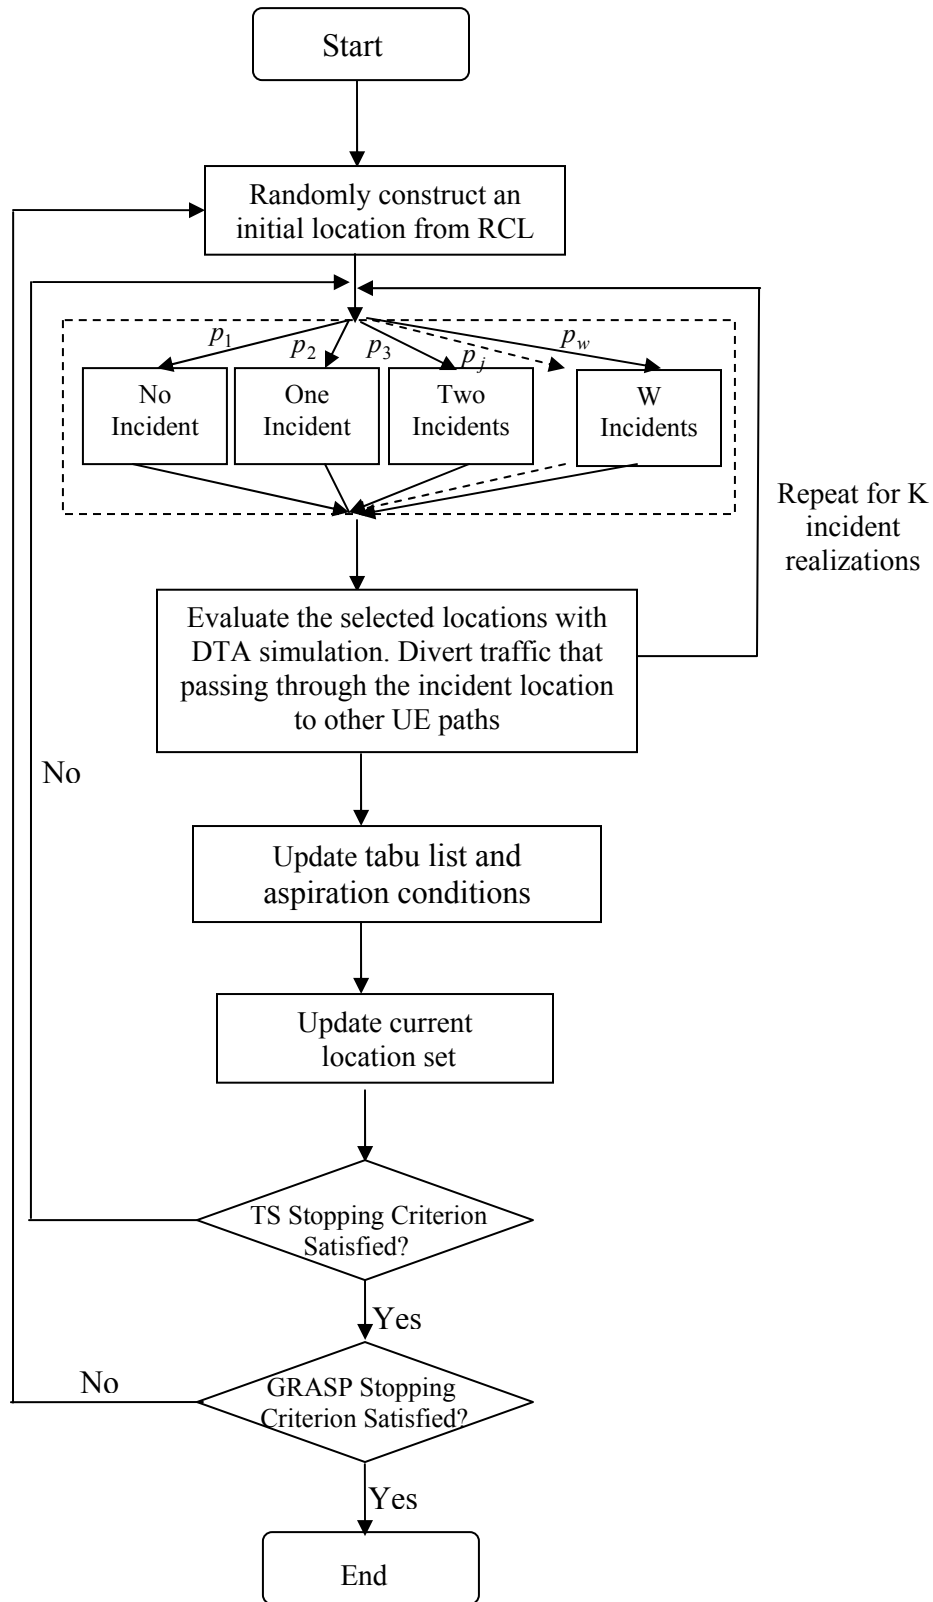 Start
Randomly construct an
initial location from RCL
p1
p2
p3
pj
pw
No
Incident
One
Incident
Two
Incidents
W
Incidents
Repeat for K
incident
realizations
Evaluate the selected locations with
DTA simulation. Divert traffic that
passing through the incident location
to other UE paths
No
Update tabu list and
aspiration conditions
Update current
location set
TS Stopping Criterion
Satisfied?
Yes
No
GRASP Stopping
Criterion Satisfied?
Yes
End